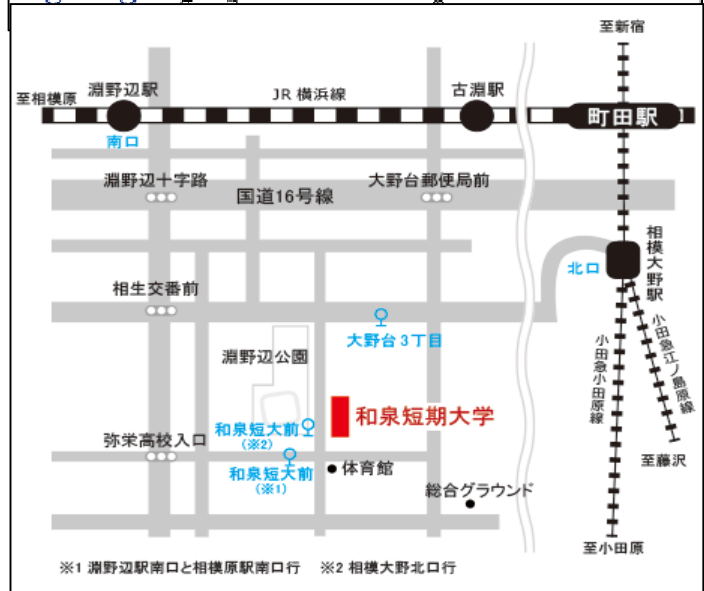 至新宿
淵野辺駅
JR 横浜線
古淵駅
至相模原
町田駅
南口
淵野辺十字路
国道16号線
大野台郵便局前
相模大野駅
北口
相生交番前
大野台3丁目
小田急小田原線
小田急江ノ島原線
淵野辺公園
和泉短期大学
和泉短大前
(※2)
弥栄高校入口
和泉短大前
(※1)
体育館
至藤沢
総合グラウンド
至小田原
※1 淵野辺駅南口と相模原駅南口行 ※2 相模大野北口行